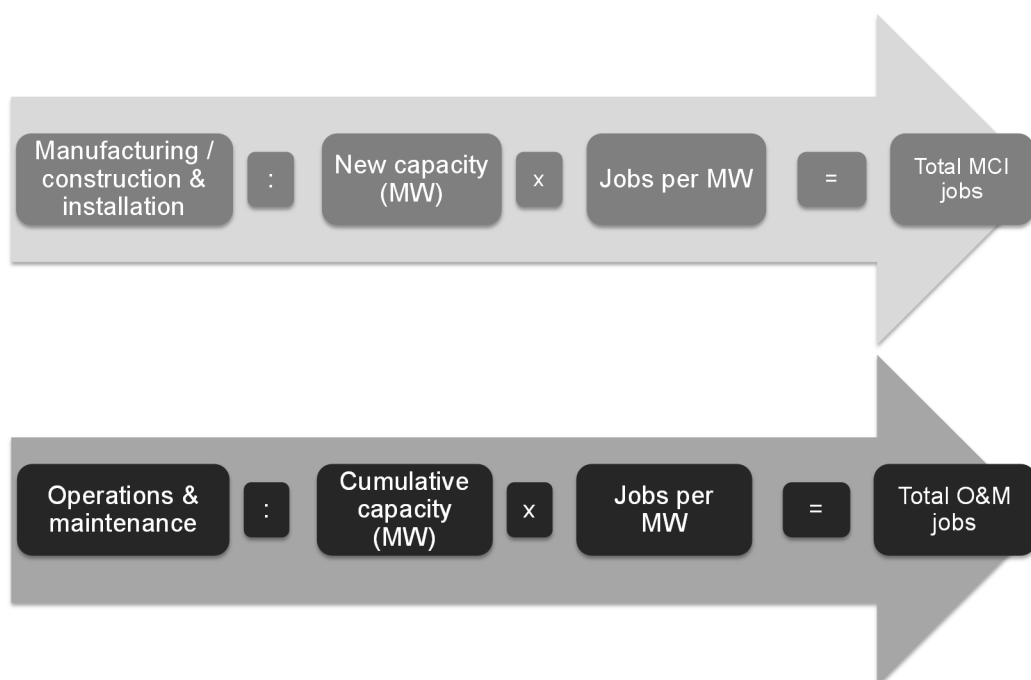 Manufacturing /
construction &
installation
:
New capacity
(MW)
x
Jobs per MW
=
Total MCI
jobs
Operations &
maintenance
:
Cumulative
capacity
(MW)
x
Jobs per
MW
=
Total O&M
jobs